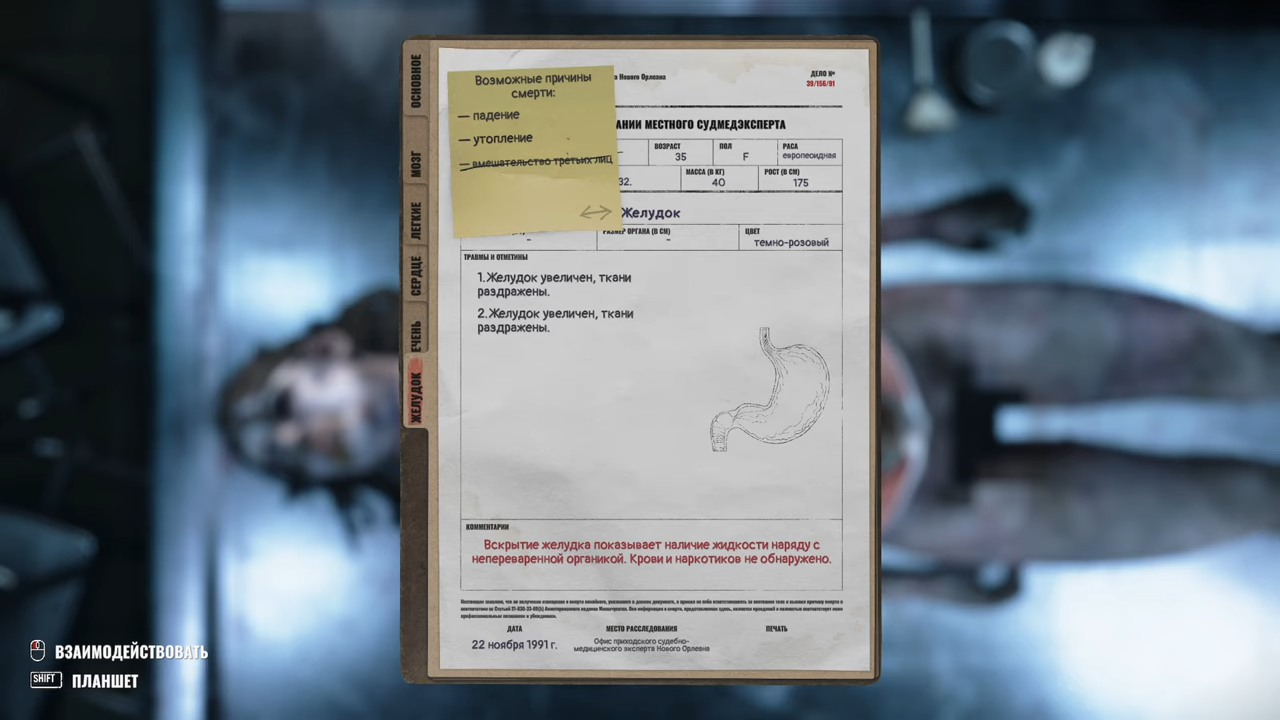 Возможные причины
смерти:
— падение
— утопление
— вмешательство третьих лиц
а Нового Орлеана
ДЕЛО №
39/156/91
АНИИ МЕСТНОГО СУДМЕДЭКСПЕРТА
ВОЗРАСТ
35
ПОЛ
F
РАСА
европеоидная
32.
МАССА (В КГ)
40
РОСТ (В СМ)
175
Желудок
РАЗМЕР ОРГАНА (В СМ)
–
ЦВЕТ
темно-розовый
ТРАВМЫ И ОТМЕТИНЫ
1.Желудок увеличен, ткани
раздражены.
2.Желудок увеличен, ткани
раздражены.
КОММЕНТАРИИ
Вскрытие желудка показывает наличие жидкости наряду с
непереваренной органикой. Крови и наркотиков не обнаружено.
ДАТА
22 ноября 1991 г.
МЕСТО РАССЛЕДОВАНИЯ
Офис приходского судебно-
медицинского эксперта Нового Орлеана
ПЕЧАТЬ
ОСНОВНОЕ
МОЗГ
ЛЕГКИЕ
СЕРДЦЕ
ЕЧЕНЬ
ЖЕЛУДОК
ВЗАИМОДЕЙСТВОВАТЬ
SHIFT ПЛАНШЕТ